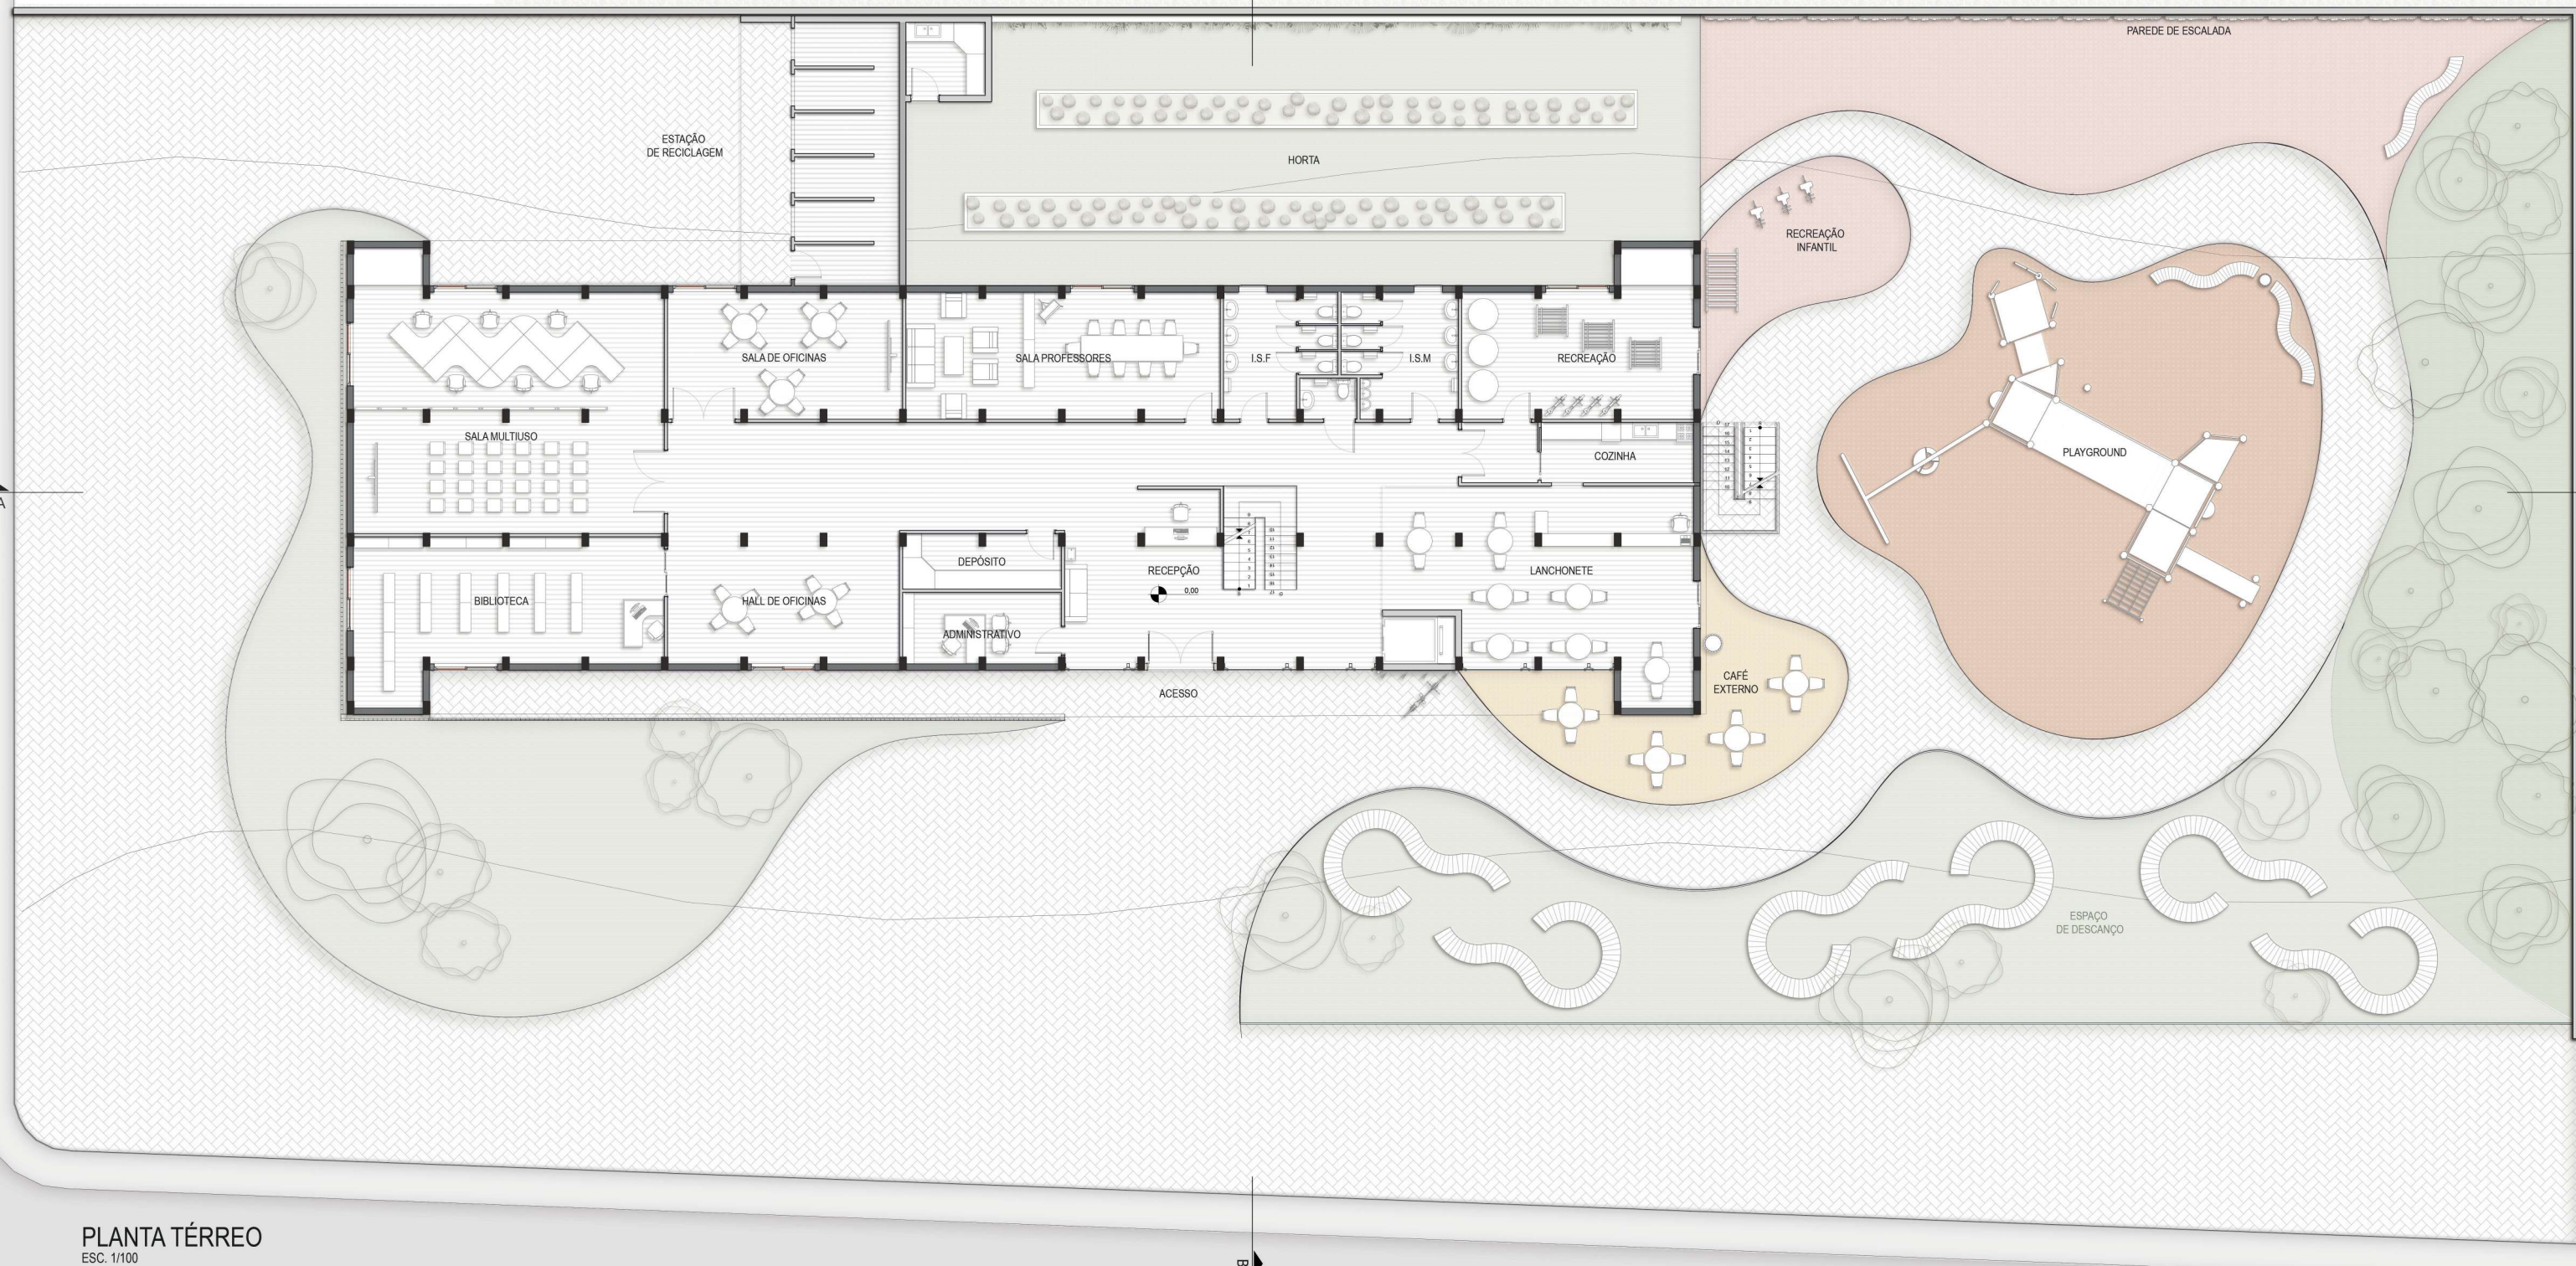 PAREDE DE ESCALADA
ESTAÇÃO
DE RECICLAGEM
HORTA
RECREAÇÃO
INFANTIL
SALA DE OFICINAS
SALA PROFESSORES
I.S.F
I.S.M
RECREAÇÃO
SALA MULTIUSO
COZINHA
PLAYGROUND
A
DEPÓSITO
RECEPÇÃO
LANCHONETE
0,00
BIBLIOTECA
HALL DE OFICINAS
ADMINISTRATIVO
CAFÉ
EXTERNO
ACESSO
ESPAÇO
DE DESCANÇO
PLANTA TÉRREO
ESC. 1/100
B